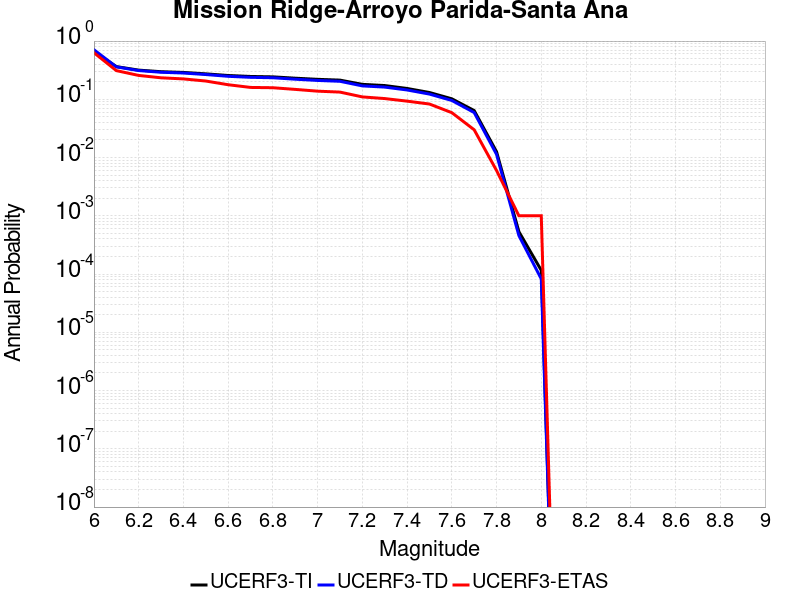 Mission Ridge-Arroyo Parida-Santa Ana
Annual Probability
10^0
10^-1
10^-2
10^-3
10^-4
10^-5
10^-6
10^-7
10^-8
6 6.2 6.4 6.6 6.8 7 7.2 7.4 7.6 7.8 8 8.2 8.4 8.6 8.8 9
Magnitude
UCERF3-TI UCERF3-TD UCERF3-ETAS